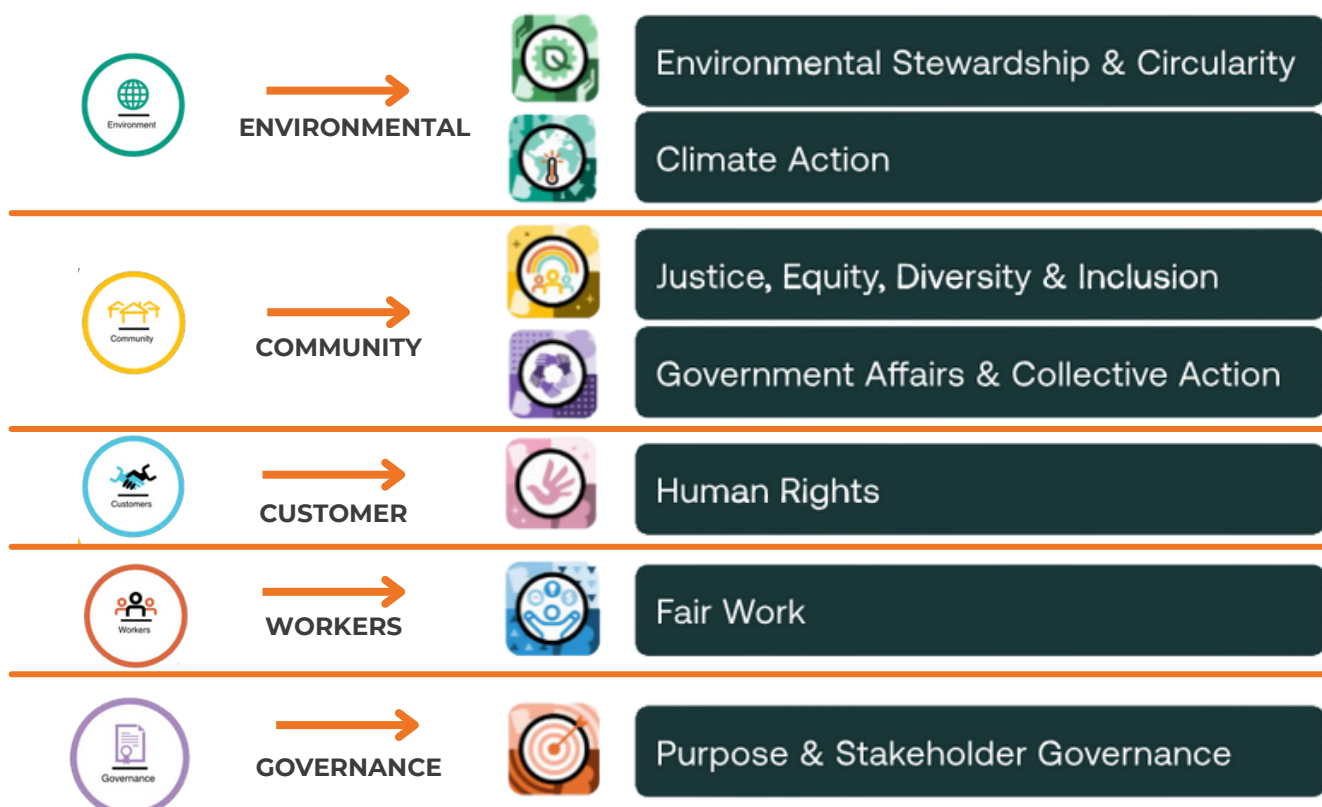 Environment
ENVIRONMENTAL
Environmental Stewardship & Circularity
Climate Action
Community
COMMUNITY
Justice, Equity, Diversity & Inclusion
Government Affairs & Collective Action
Customers
CUSTOMER
Human Rights
Workers
WORKERS
Fair Work
Governance
GOVERNANCE
Purpose & Stakeholder Governance